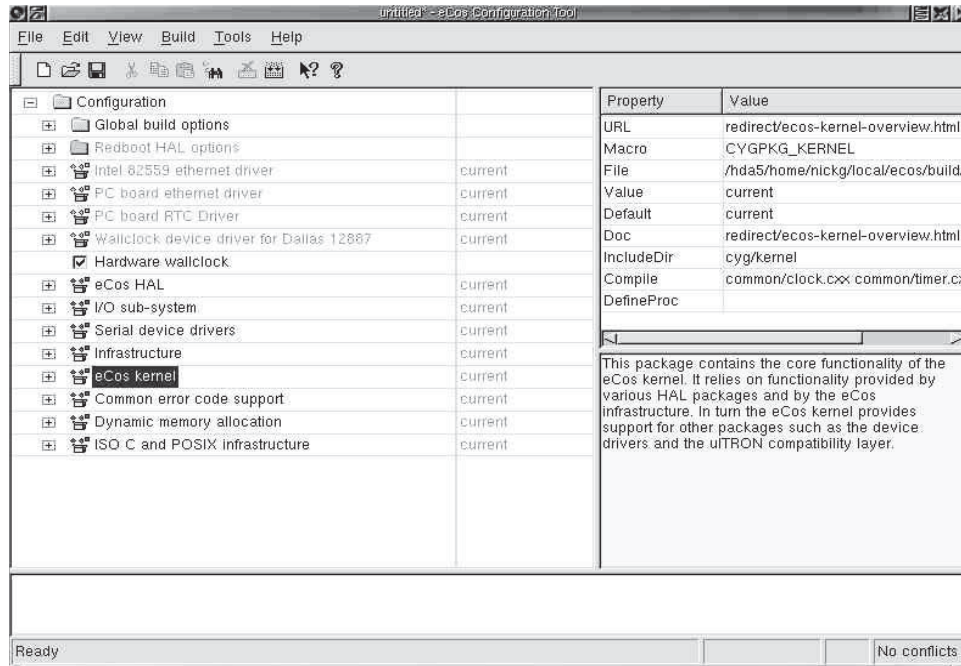 untitled* - eCos Configuration Tool
File Edit View Build Tools Help
Configuration
Global build options
Redboot HAL options
Intel 82559 ethernet driver current
PC board ethernet driver current
PC board RTC Driver current
Wallclock device driver for Dallas 12887 current
Hardware wallclock
eCos HAL current
I/O sub-system current
Serial device drivers current
Infrastructure current
eCos kernel current
Common error code support current
Dynamic memory allocation current
ISO C and POSIX infrastructure current
Property Value
URL redirect/ecos-kernel-overview.html
Macro CYGPKG_KERNEL
File /hda5/home/nickg/local/ecos/build
Value current
Default current
Doc redirect/ecos-kernel-overview.html
IncludeDir cyg/kernel
Compile common/clock.cxx common/timer.c
DefineProc
This package contains the core functionality of the
eCos kernel. It relies on functionality provided by
various HAL packages and by the eCos
infrastructure. In turn the eCos kernel provides
support for other packages such as the device
drivers and the uITRON compatibility layer.
Ready No conflicts